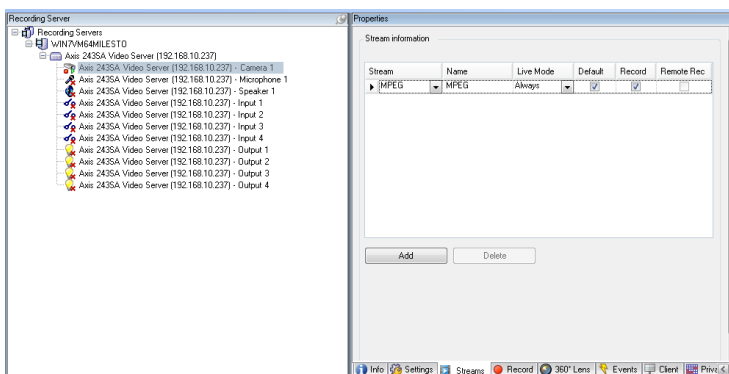 Recording Server
Recording Servers
WIN7VM64MILESTO
Axis 243SA Video Server (192.168.10.237)
Axis 243SA Video Server (192.168.10.237) - Camera 1
Axis 243SA Video Server (192.168.10.237) - Microphone 1
Axis 243SA Video Server (192.168.10.237) - Speaker 1
Axis 243SA Video Server (192.168.10.237) - Input 1
Axis 243SA Video Server (192.168.10.237) - Input 2
Axis 243SA Video Server (192.168.10.237) - Input 3
Axis 243SA Video Server (192.168.10.237) - Input 4
Axis 243SA Video Server (192.168.10.237) - Output 1
Axis 243SA Video Server (192.168.10.237) - Output 2
Axis 243SA Video Server (192.168.10.237) - Output 3
Axis 243SA Video Server (192.168.10.237) - Output 4
Properties
Stream information
Stream Name Live Mode Default Record Remote Rec
MPEG MPEG Always
Add Delete
Info Settings Streams Record 360° Lens Events Client Priva